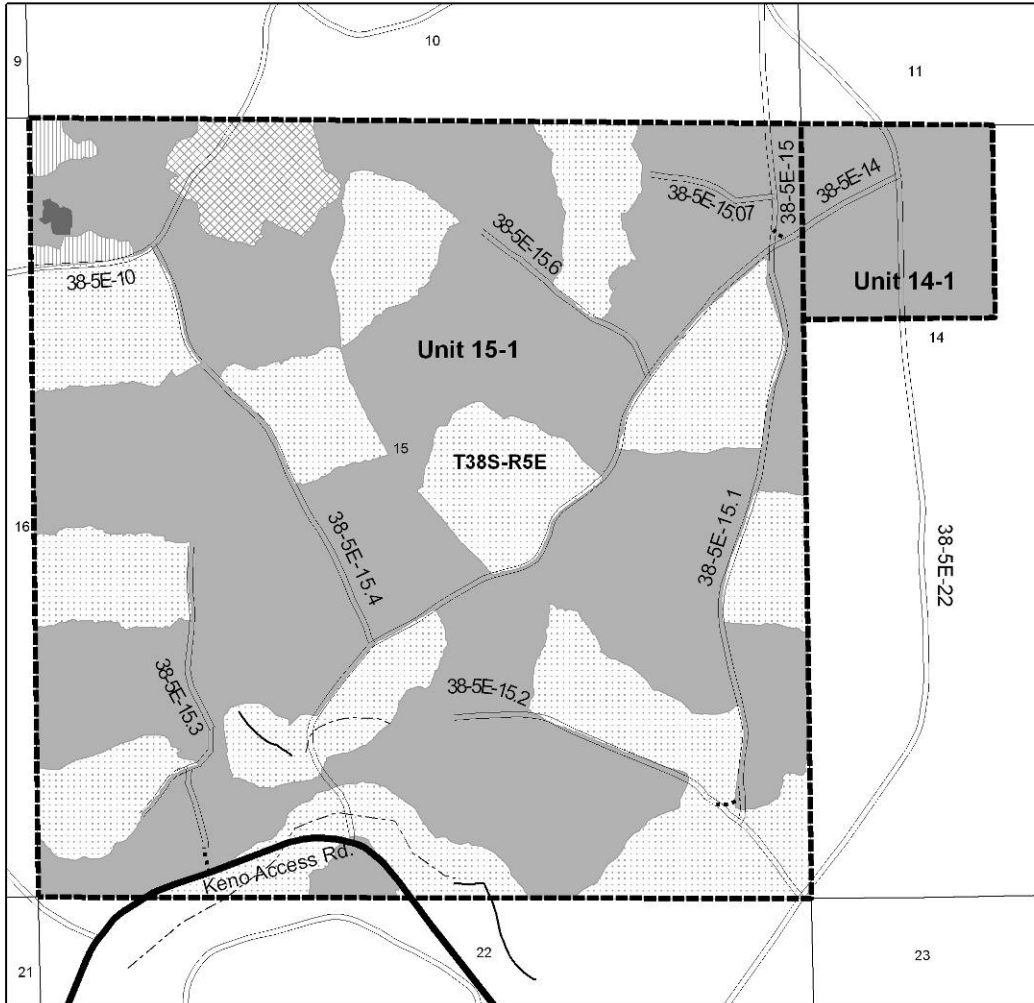 10
9
11
38-5E-15
38-5E-14
38-5E-15.07
38-5E-15.6
38-5E-10
Unit 14-1
14
Unit 15-1
15
T38S-R5E
16
38-5E-15.4
38-5E-15.1
38-5E-22
38-5E-15.3
38-5E-15.2
Keno Access Rd.
22
21
23